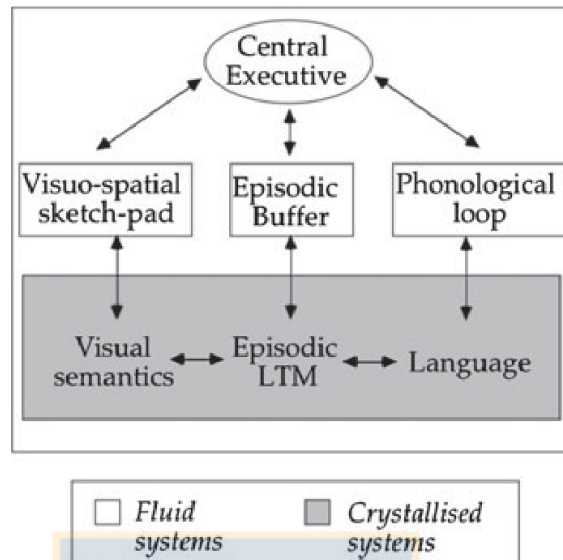 Central
Executive
Visuo-spatial
sketch-pad
Episodic
Buffer
Phonological
loop
Visual
semantics
Episodic
LTM
Language
Fluid
systems
Crystallised
systems